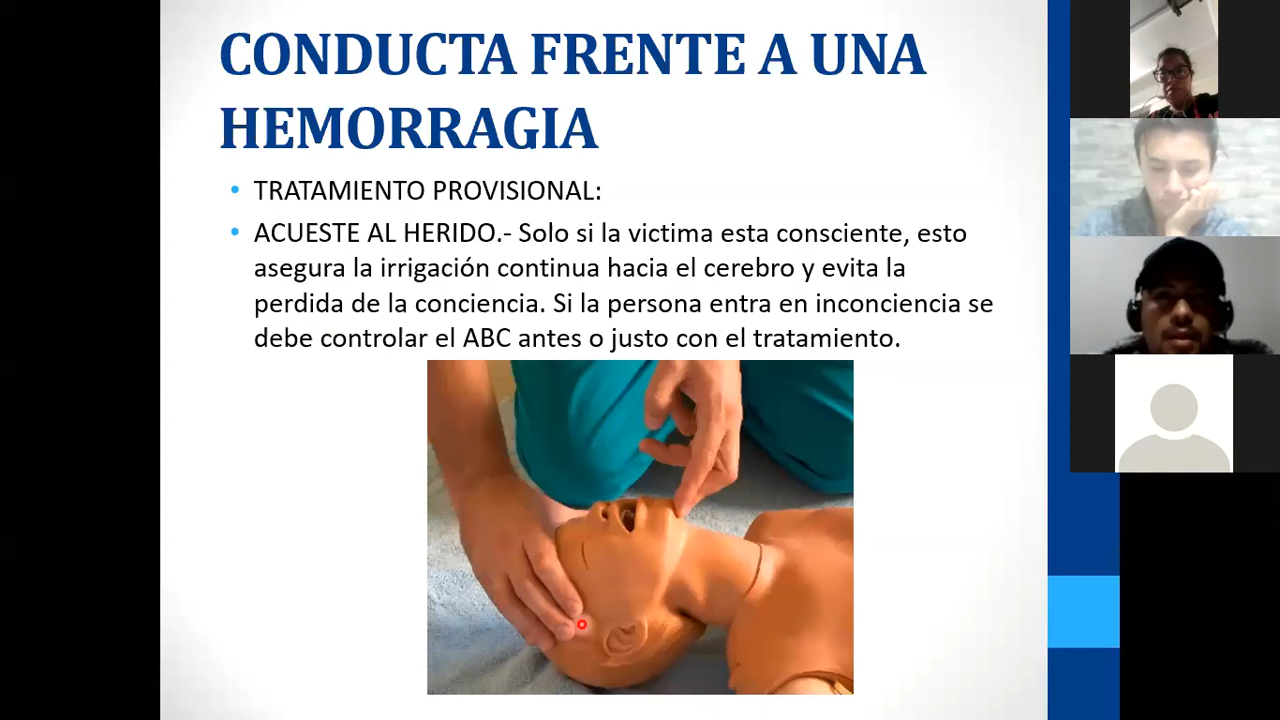 CONDUCTA FRENTE A UNA
HEMORRAGIA
• TRATAMIENTO PROVISIONAL:
• ACUESTE AL HERIDO.- Solo si la victima esta consciente, esto
asegura la irrigación continua hacia el cerebro y evita la
perdida de la conciencia. Si la persona entra en inconciencia se
debe controlar el ABC antes o justo con el tratamiento.